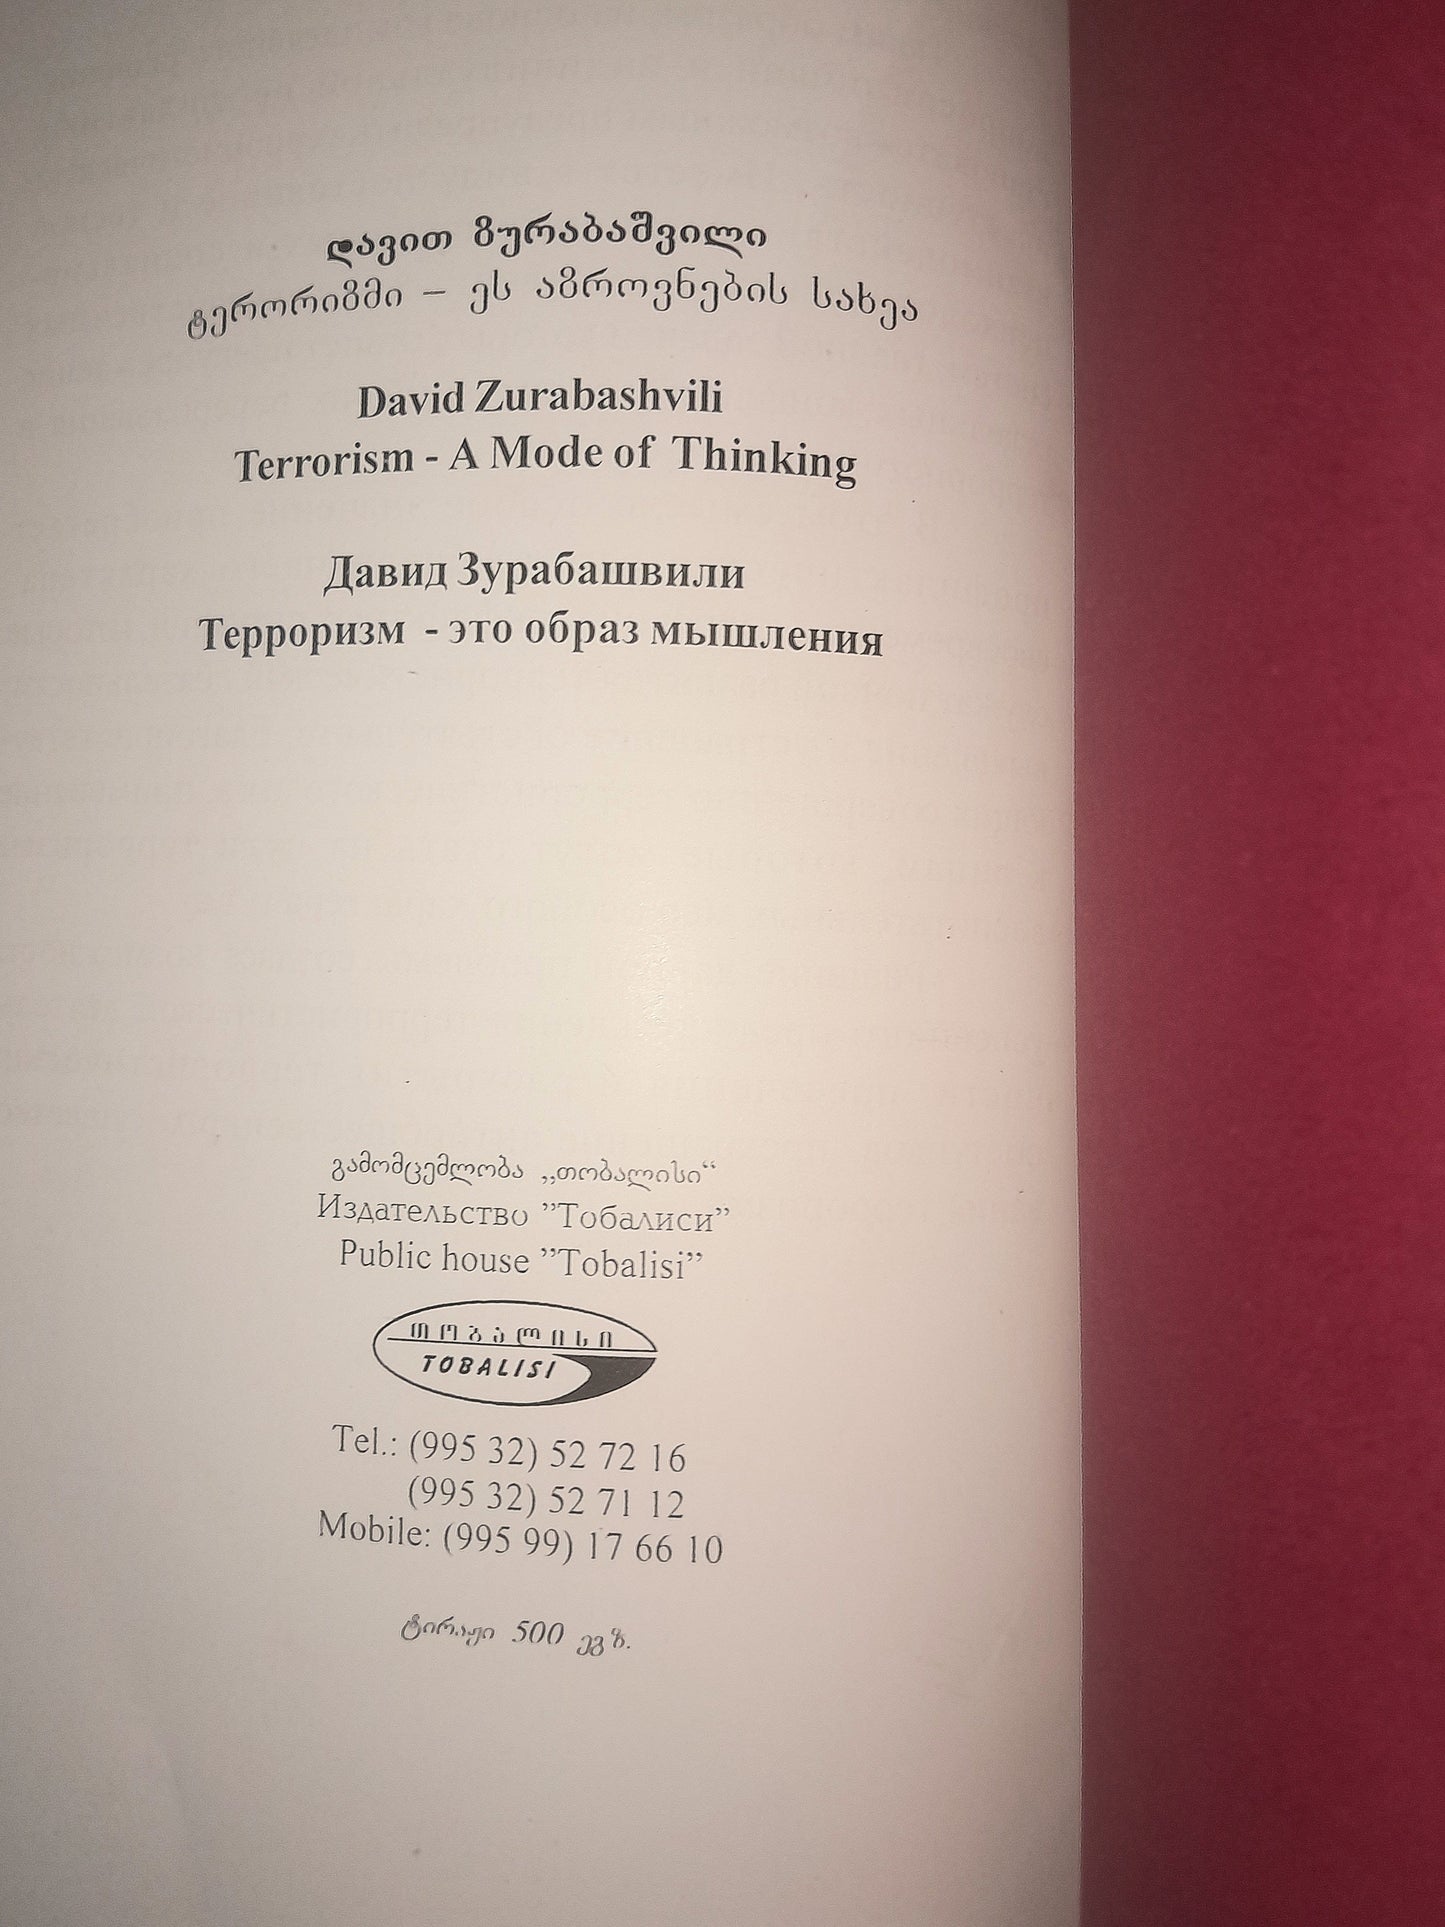 დავით ზურაბაშვილი
ტერორიზმი – ეს აზროვნების სახეა
David Zurabashvili
Terrorism - A Mode of Thinking
Давид Зурабашвили
Терроризм - это образ мышления
გამომცემლობა „თობალისი“
Издательство ”Тобалиси”
Public house ”Tobalisi”
თობალისი
TOBALISI
Tel.: (995 32) 52 72 16
(995 32) 52 71 12
Mobile: (995 99) 17 66 10
ტირაჟი 500 ეგზ.